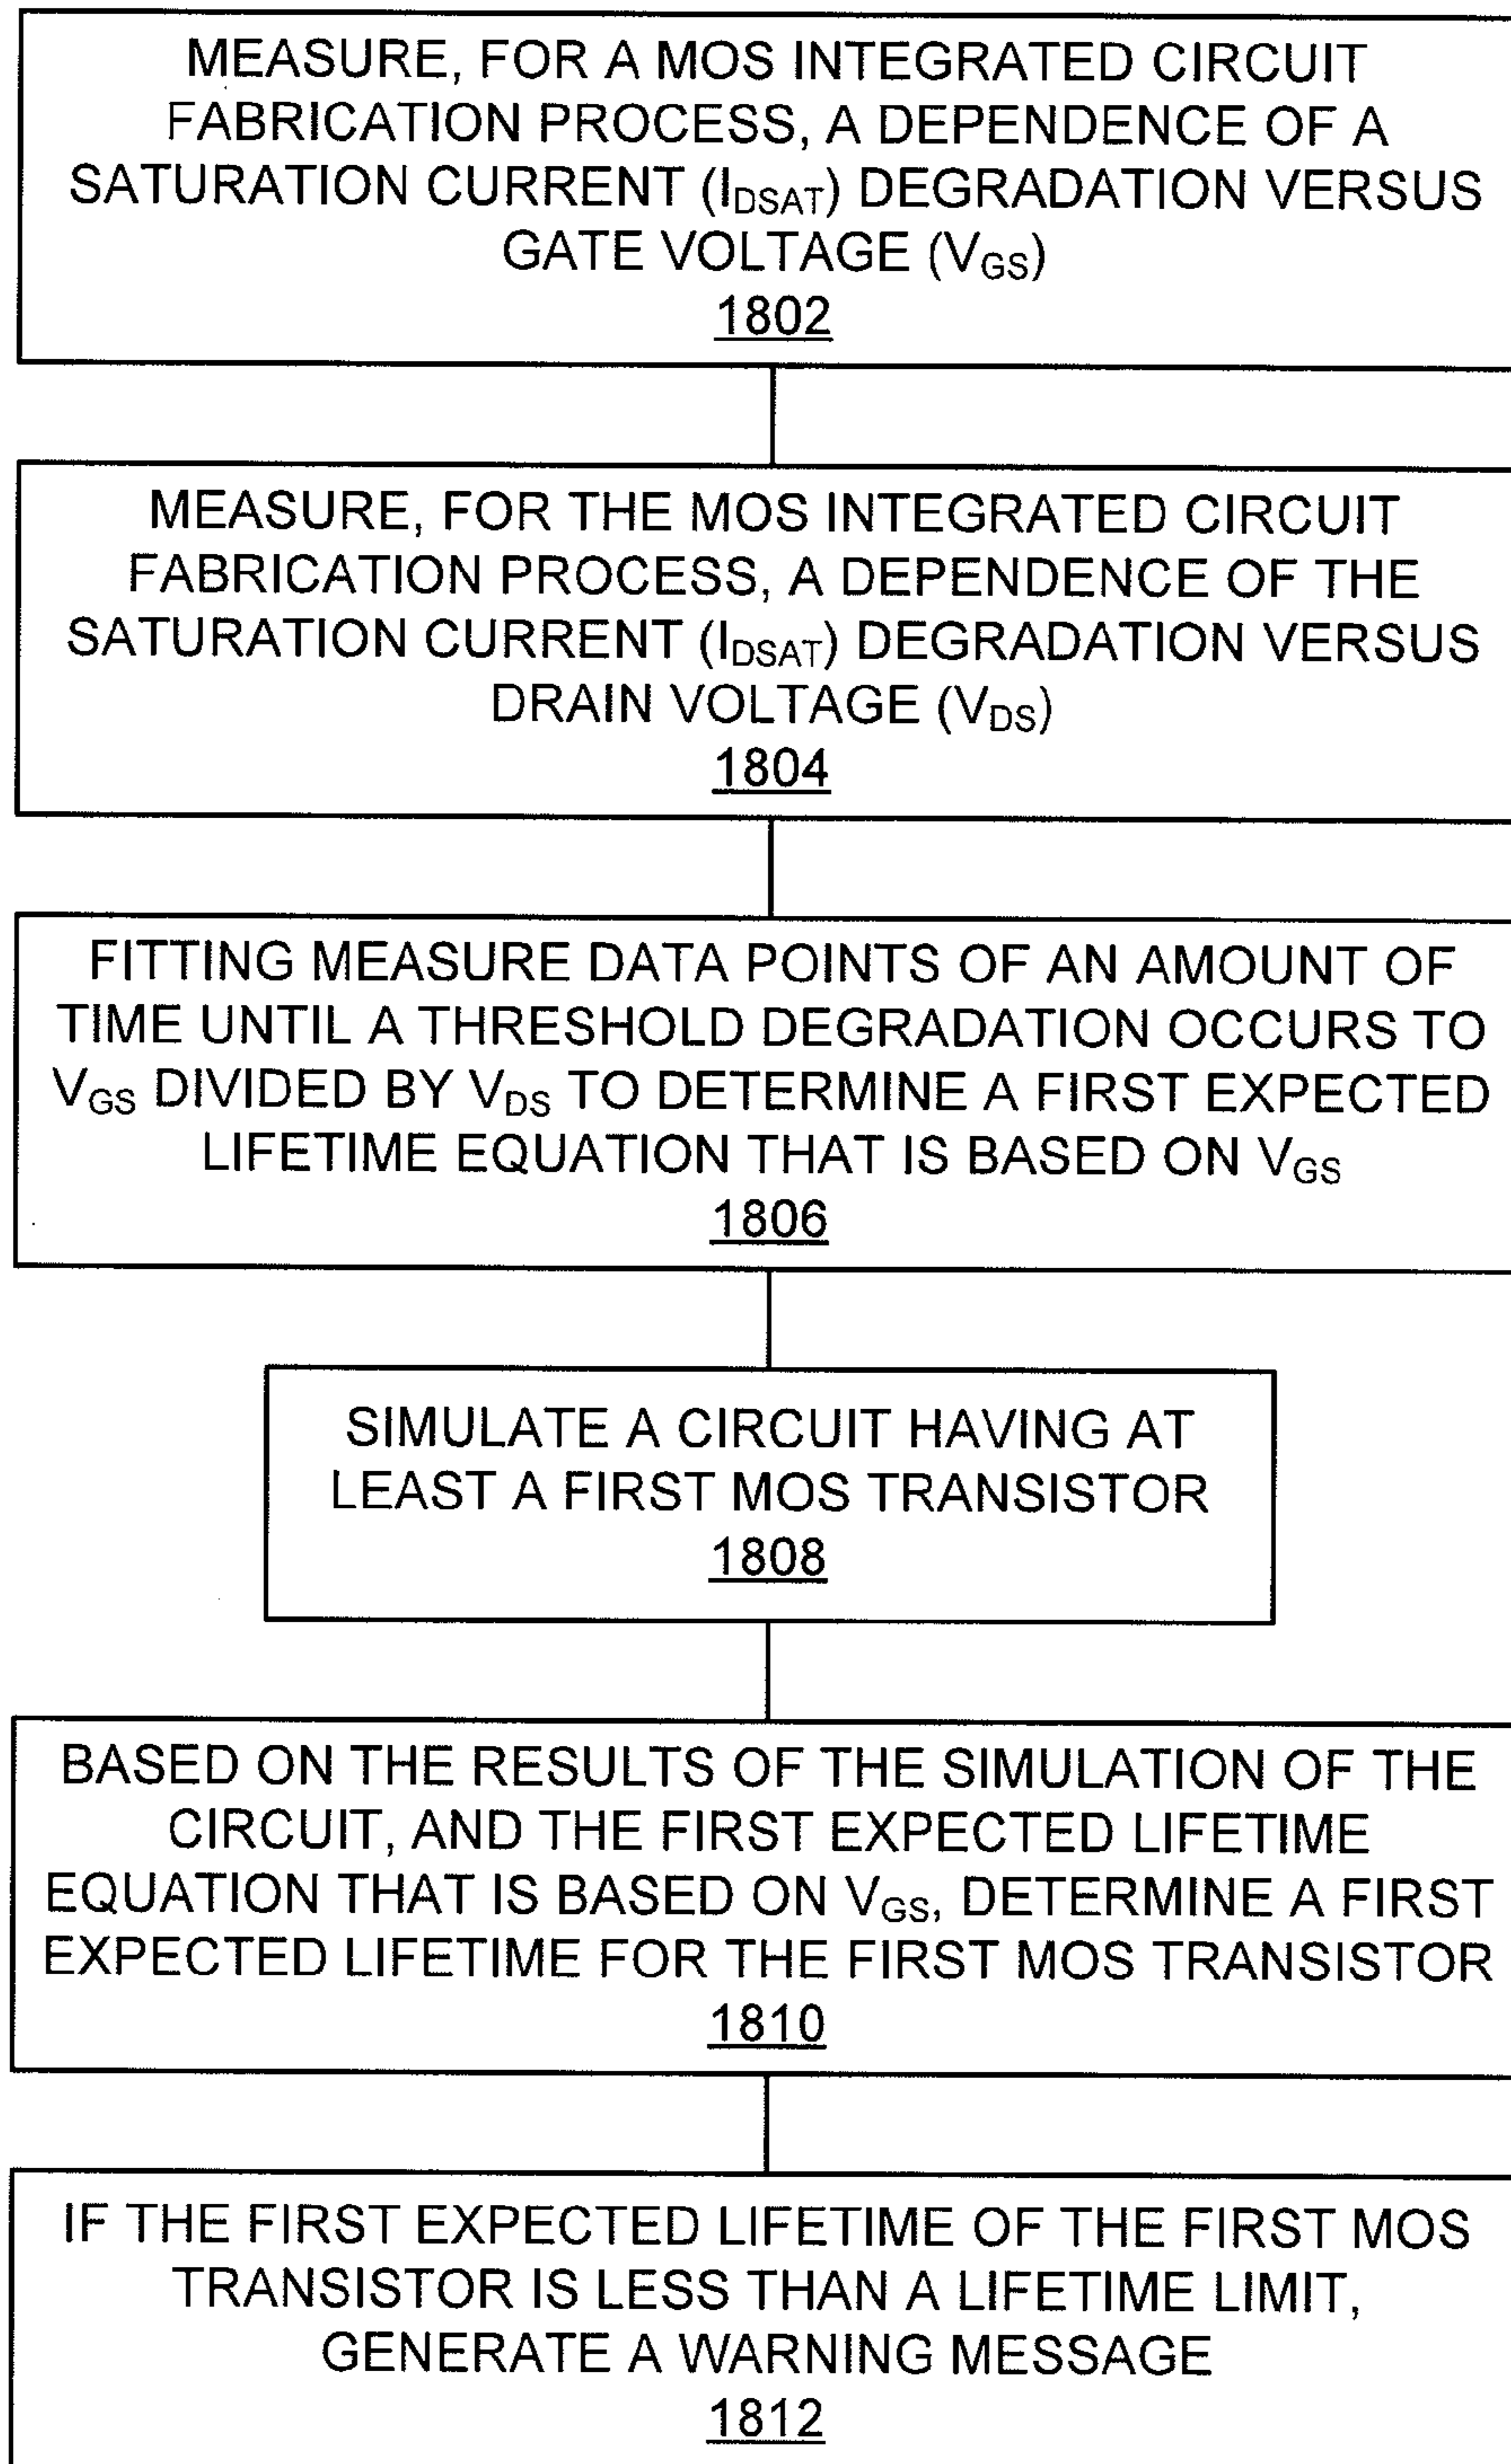 MEASURE, FOR A MOS INTEGRATED CIRCUIT
FABRICATION PROCESS, A DEPENDENCE OF A
SATURATION CURRENT (IDSAT) DEGRADATION VERSUS
GATE VOLTAGE (VGS)
1802
MEASURE, FOR THE MOS INTEGRATED CIRCUIT
FABRICATION PROCESS, A DEPENDENCE OF THE
SATURATION CURRENT (IDSAT) DEGRADATION VERSUS
DRAIN VOLTAGE (VDS)
1804
FITTING MEASURE DATA POINTS OF AN AMOUNT OF
TIME UNTIL A THRESHOLD DEGRADATION OCCURS TO
VGS DIVIDED BY VDS TO DETERMINE A FIRST EXPECTED
LIFETIME EQUATION THAT IS BASED ON VGS
1806
SIMULATE A CIRCUIT HAVING AT
LEAST A FIRST MOS TRANSISTOR
1808
BASED ON THE RESULTS OF THE SIMULATION OF THE
CIRCUIT, AND THE FIRST EXPECTED LIFETIME
EQUATION THAT IS BASED ON VGS, DETERMINE A FIRST
EXPECTED LIFETIME FOR THE FIRST MOS TRANSISTOR
1810
IF THE FIRST EXPECTED LIFETIME OF THE FIRST MOS
TRANSISTOR IS LESS THAN A LIFETIME LIMIT,
GENERATE A WARNING MESSAGE
1812